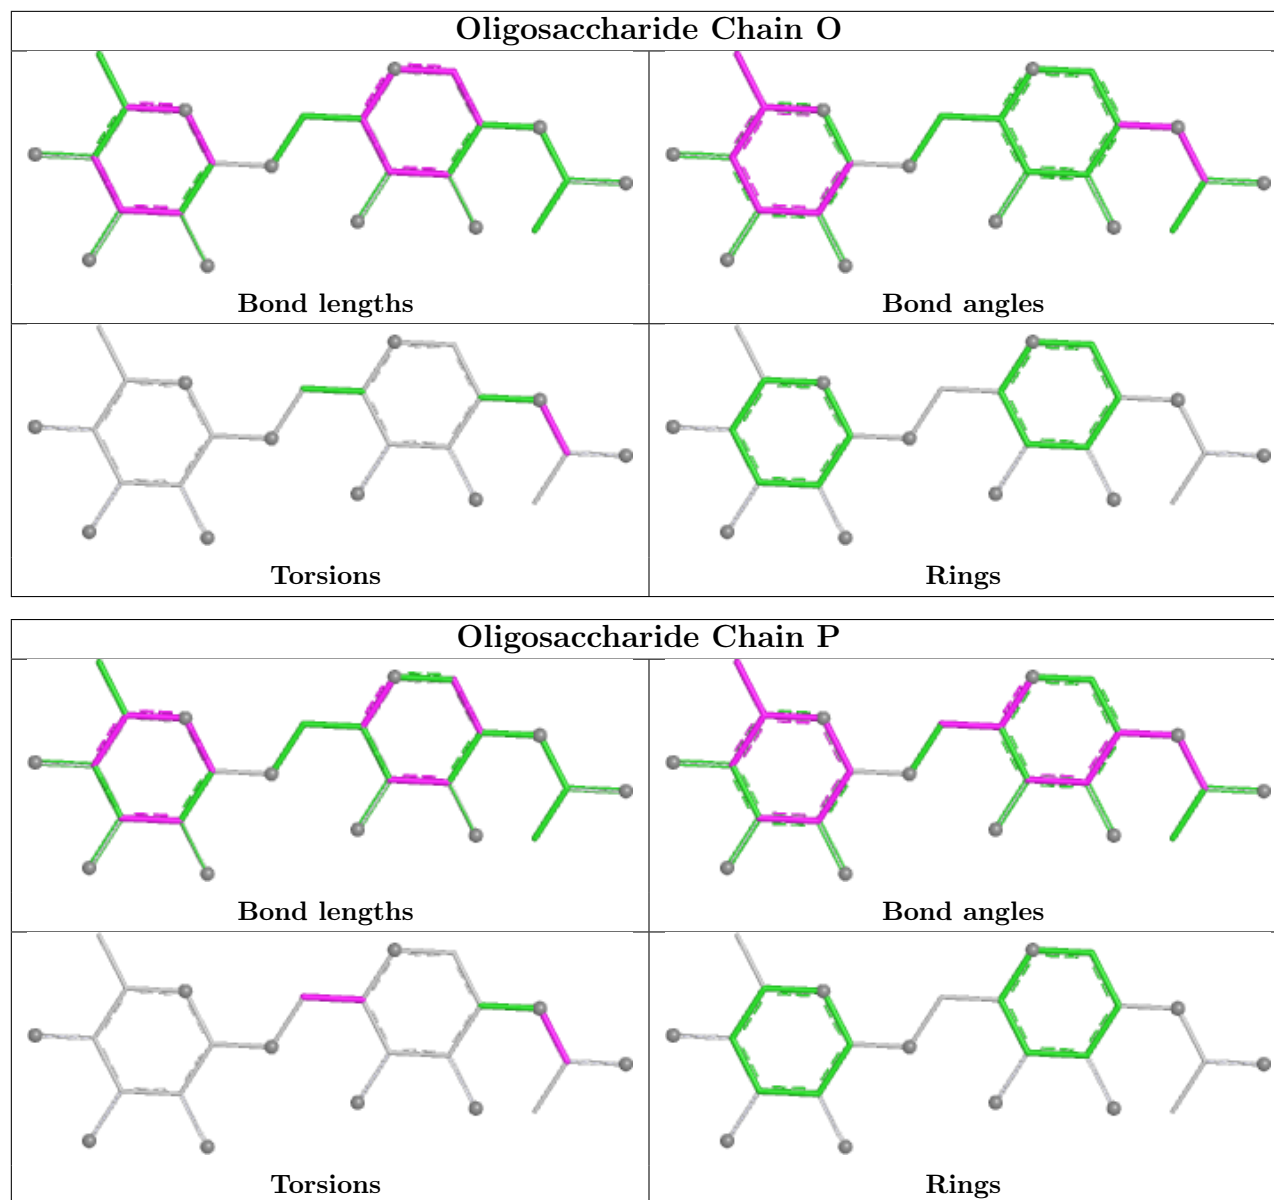 Oligosaccharide Chain O
Bond lengths
Bond angles
Torsions
Rings
Oligosaccharide Chain P
Bond lengths
Bond angles
Torsions
Rings